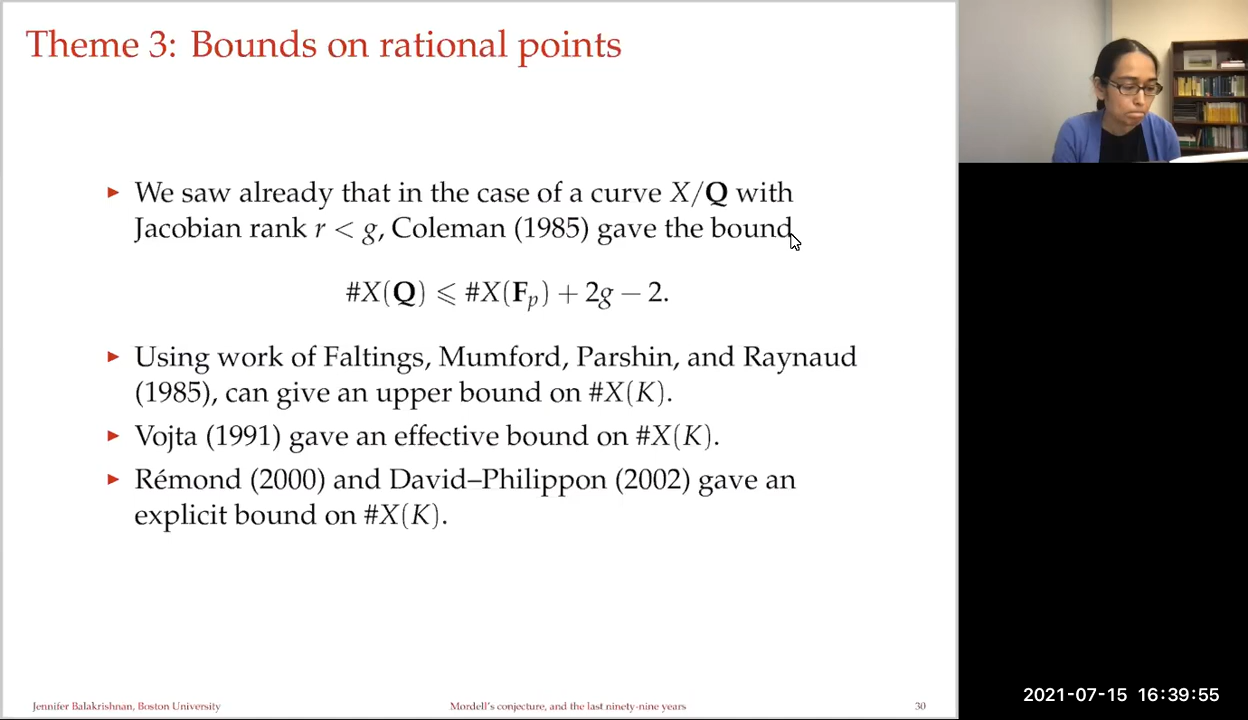 Theme 3: Bounds on rational points
▸ We saw already that in the case of a curve X/Q with
Jacobian rank r < g, Coleman (1985) gave the bound
#X(Q) ⩽ #X(F_p) + 2g − 2.
▸ Using work of Faltings, Mumford, Parshin, and Raynaud
(1985), can give an upper bound on #X(K).
▸ Vojta (1991) gave an effective bound on #X(K).
▸ Rémond (2000) and David–Philippon (2002) gave an
explicit bound on #X(K).
Jennifer Balakrishnan, Boston University
Mordell's conjecture, and the last ninety-nine years
30
2021-07-15 16:39:55